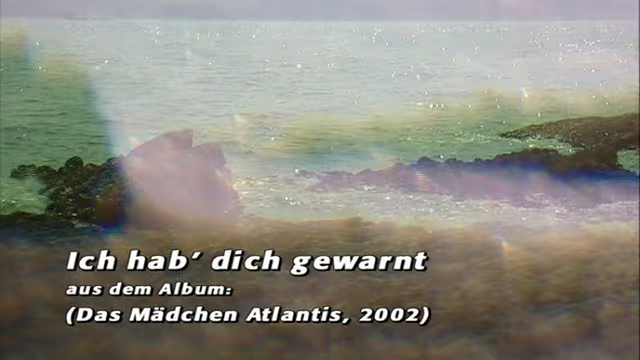 Ich hab' dich gewarnt
aus dem Album:
(Das Mädchen Atlantis, 2002)